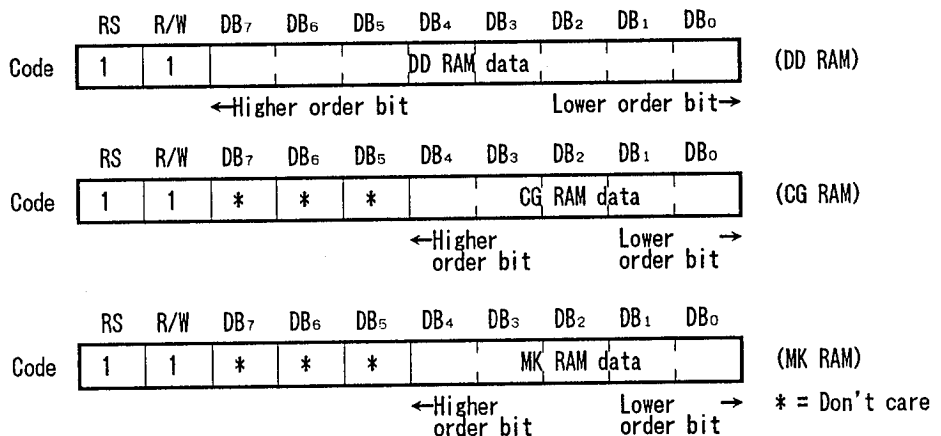 RS R/W DB₇ DB₆ DB₅ DB₄ DB₃ DB₂ DB₁ DB₀
Code 1 1 DD RAM data (DD RAM)
←Higher order bit Lower order bit→
RS R/W DB₇ DB₆ DB₅ DB₄ DB₃ DB₂ DB₁ DB₀
Code 1 1 * * * CG RAM data (CG RAM)
←Higher Lower →
order bit order bit
RS R/W DB₇ DB₆ DB₅ DB₄ DB₃ DB₂ DB₁ DB₀
Code 1 1 * * * MK RAM data (MK RAM)
←Higher Lower → * = Don't care
order bit order bit